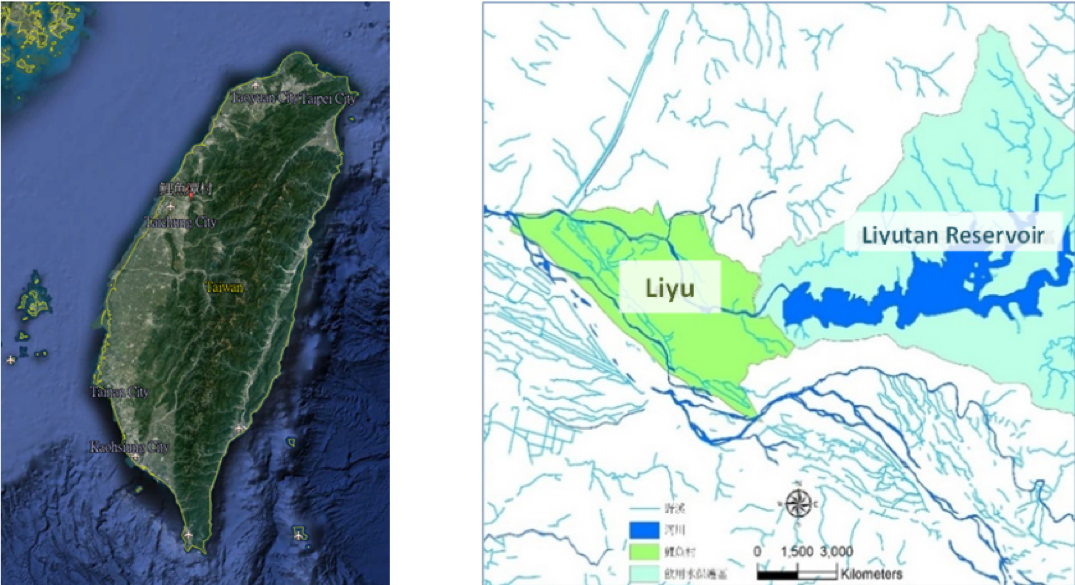 Taoyuan City
Taipei City
鯉魚潭村
Taichung City
Taiwan
Tainan City
Kaohsiung City
Liyutan Reservoir
Liyu
野溪
河川
鯉魚村
飲用水保護區
N
W
E
S
0 1,500 3,000
Kilometers